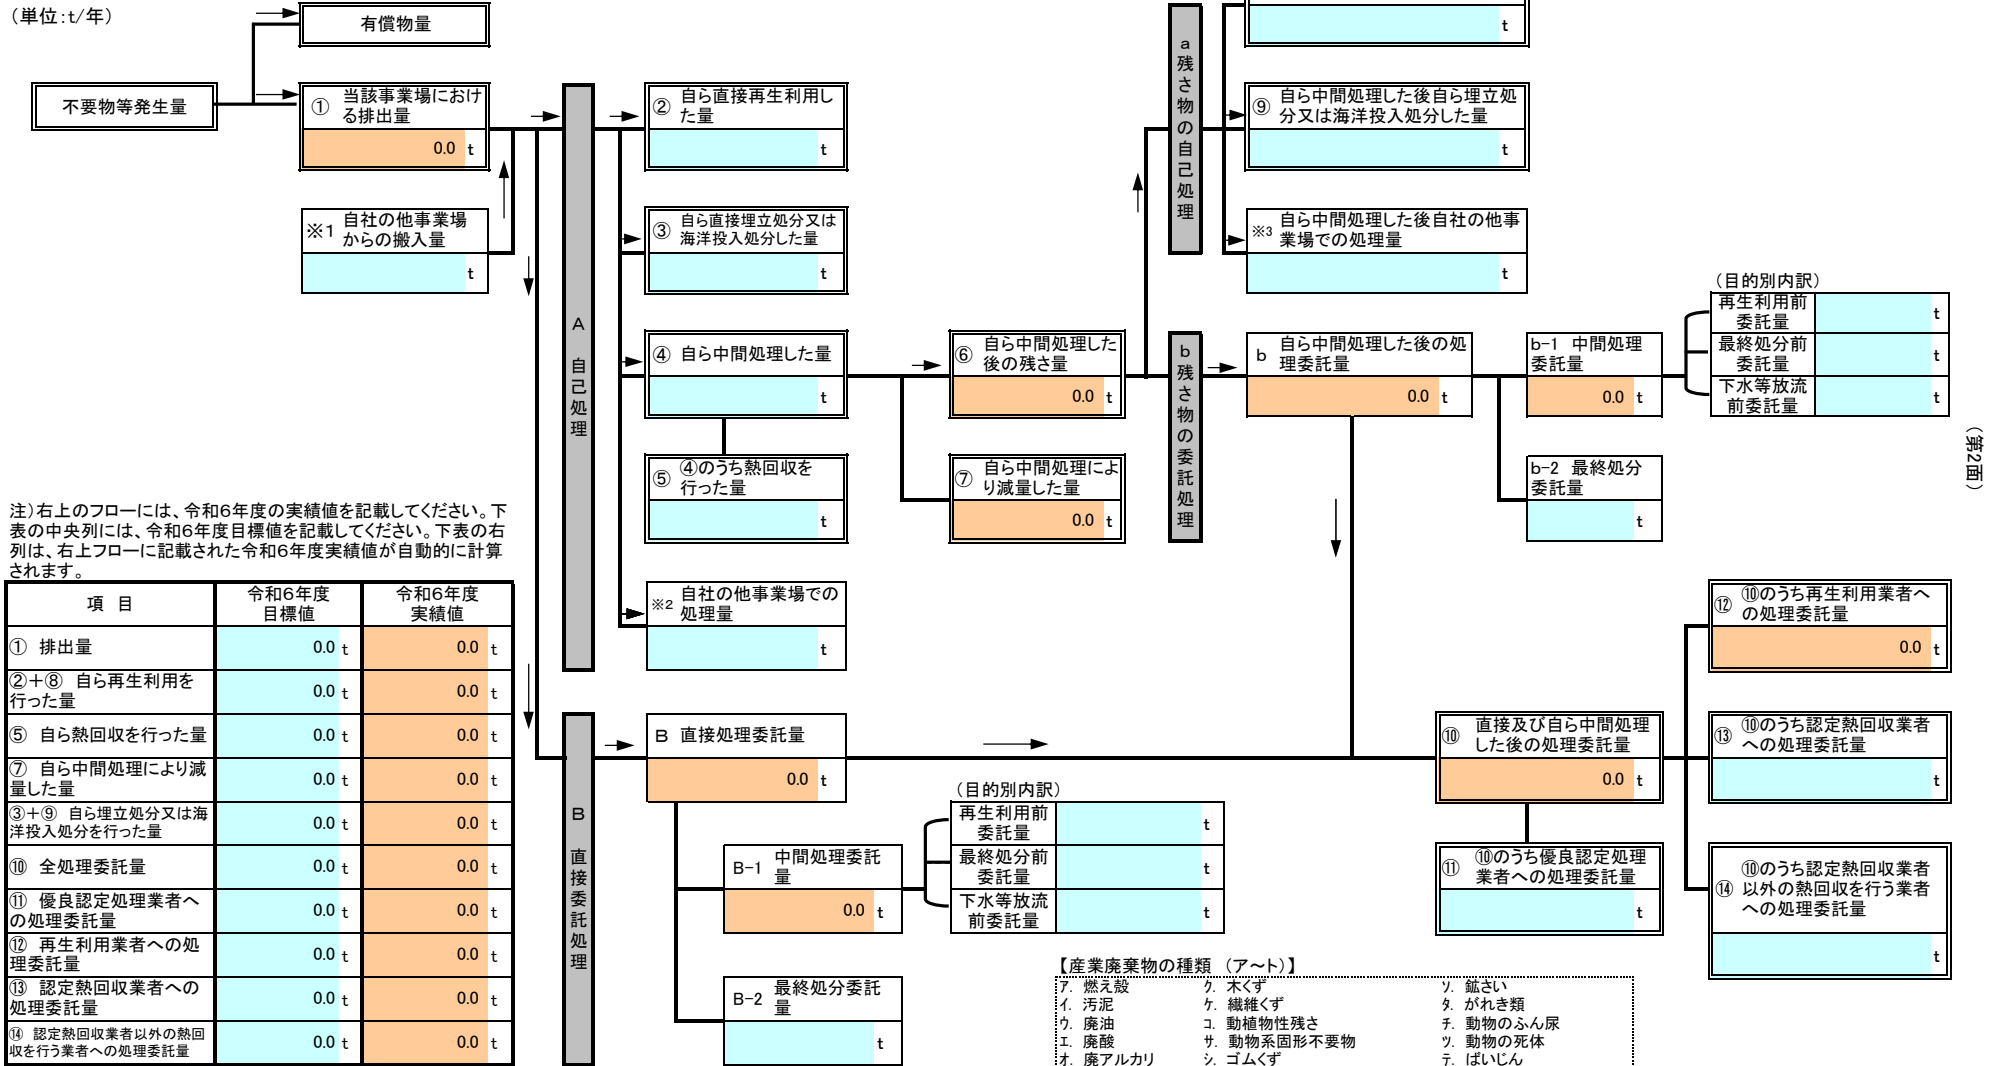 （単位：t/年）
有償物量
不要物等発生量
① 当該事業場におけ
る排出量
0.0 t
※1 自社の他事業場
からの搬入量
t
A 自己処理
② 自ら直接再生利用し
た量
t
③ 自ら直接埋立処分又は
海洋投入処分した量
t
④ 自ら中間処理した量
t
⑤ ④のうち熱回収を
行った量
t
※2 自社の他事業場での
処理量
t
⑥ 自ら中間処理した
後の残さ量
0.0 t
⑦ 自ら中間処理によ
り減量した量
0.0 t
a 残さ物の自己処理
t
⑨ 自ら中間処理した後自ら埋立処
分又は海洋投入処分した量
t
※3 自ら中間処理した後自社の他事
業場での処理量
t
b 残さ物の委託処理
b 自ら中間処理した後の処
理委託量
0.0 t
b-1 中間処理
委託量
0.0 t
b-2 最終処分
委託量
t
（目的別内訳）
再生利用前
委託量
t
最終処分前
委託量
t
下水等放流
前委託量
t
（第2面）
注）右上のフローには、令和6年度の実績値を記載してください。下
表の中央列には、令和6年度目標値を記載してください。下表の右
列は、右上フローに記載された令和6年度実績値が自動的に計算
されます。
項 目 令和6年度 令和6年度
目標値 実績値
① 排出量 0.0 t 0.0 t
②＋⑧ 自ら再生利用を
行った量 0.0 t 0.0 t
⑤ 自ら熱回収を行った量 0.0 t 0.0 t
⑦ 自ら中間処理により減
量した量 0.0 t 0.0 t
③＋⑨ 自ら埋立処分又は海
洋投入処分を行った量 0.0 t 0.0 t
⑩ 全処理委託量 0.0 t 0.0 t
⑪ 優良認定処理業者へ
の処理委託量 0.0 t 0.0 t
⑫ 再生利用業者への処
理委託量 0.0 t 0.0 t
⑬ 認定熱回収業者への
処理委託量 0.0 t 0.0 t
⑭ 認定熱回収業者以外の熱回
収を行う業者への処理委託量 0.0 t 0.0 t
B 直接委託処理
B 直接処理委託量
0.0 t
B-1 中間処理委託
量
0.0 t
B-2 最終処分委託
量
t
（目的別内訳）
再生利用前
委託量
t
最終処分前
委託量
t
下水等放流
前委託量
t
⑩ 直接及び自ら中間処理
した後の処理委託量
0.0 t
⑪ ⑩のうち優良認定処理
業者への処理委託量
t
⑫ ⑩のうち再生利用業者へ
の処理委託量
0.0 t
⑬ ⑩のうち認定熱回収業者
への処理委託量
t
⑭ ⑩のうち認定熱回収業者
以外の熱回収を行う業者
への処理委託量
t
【産業廃棄物の種類 （ア～ト）】
ア. 燃え殻 ク. 木くず ソ. 鉱さい
イ. 汚泥 ケ. 繊維くず タ. がれき類
ウ. 廃油 コ. 動植物性残さ チ. 動物のふん尿
エ. 廃酸 サ. 動物系固形不要物 ツ. 動物の死体
オ. 廃アルカリ シ. ゴムくず テ. ばいじん